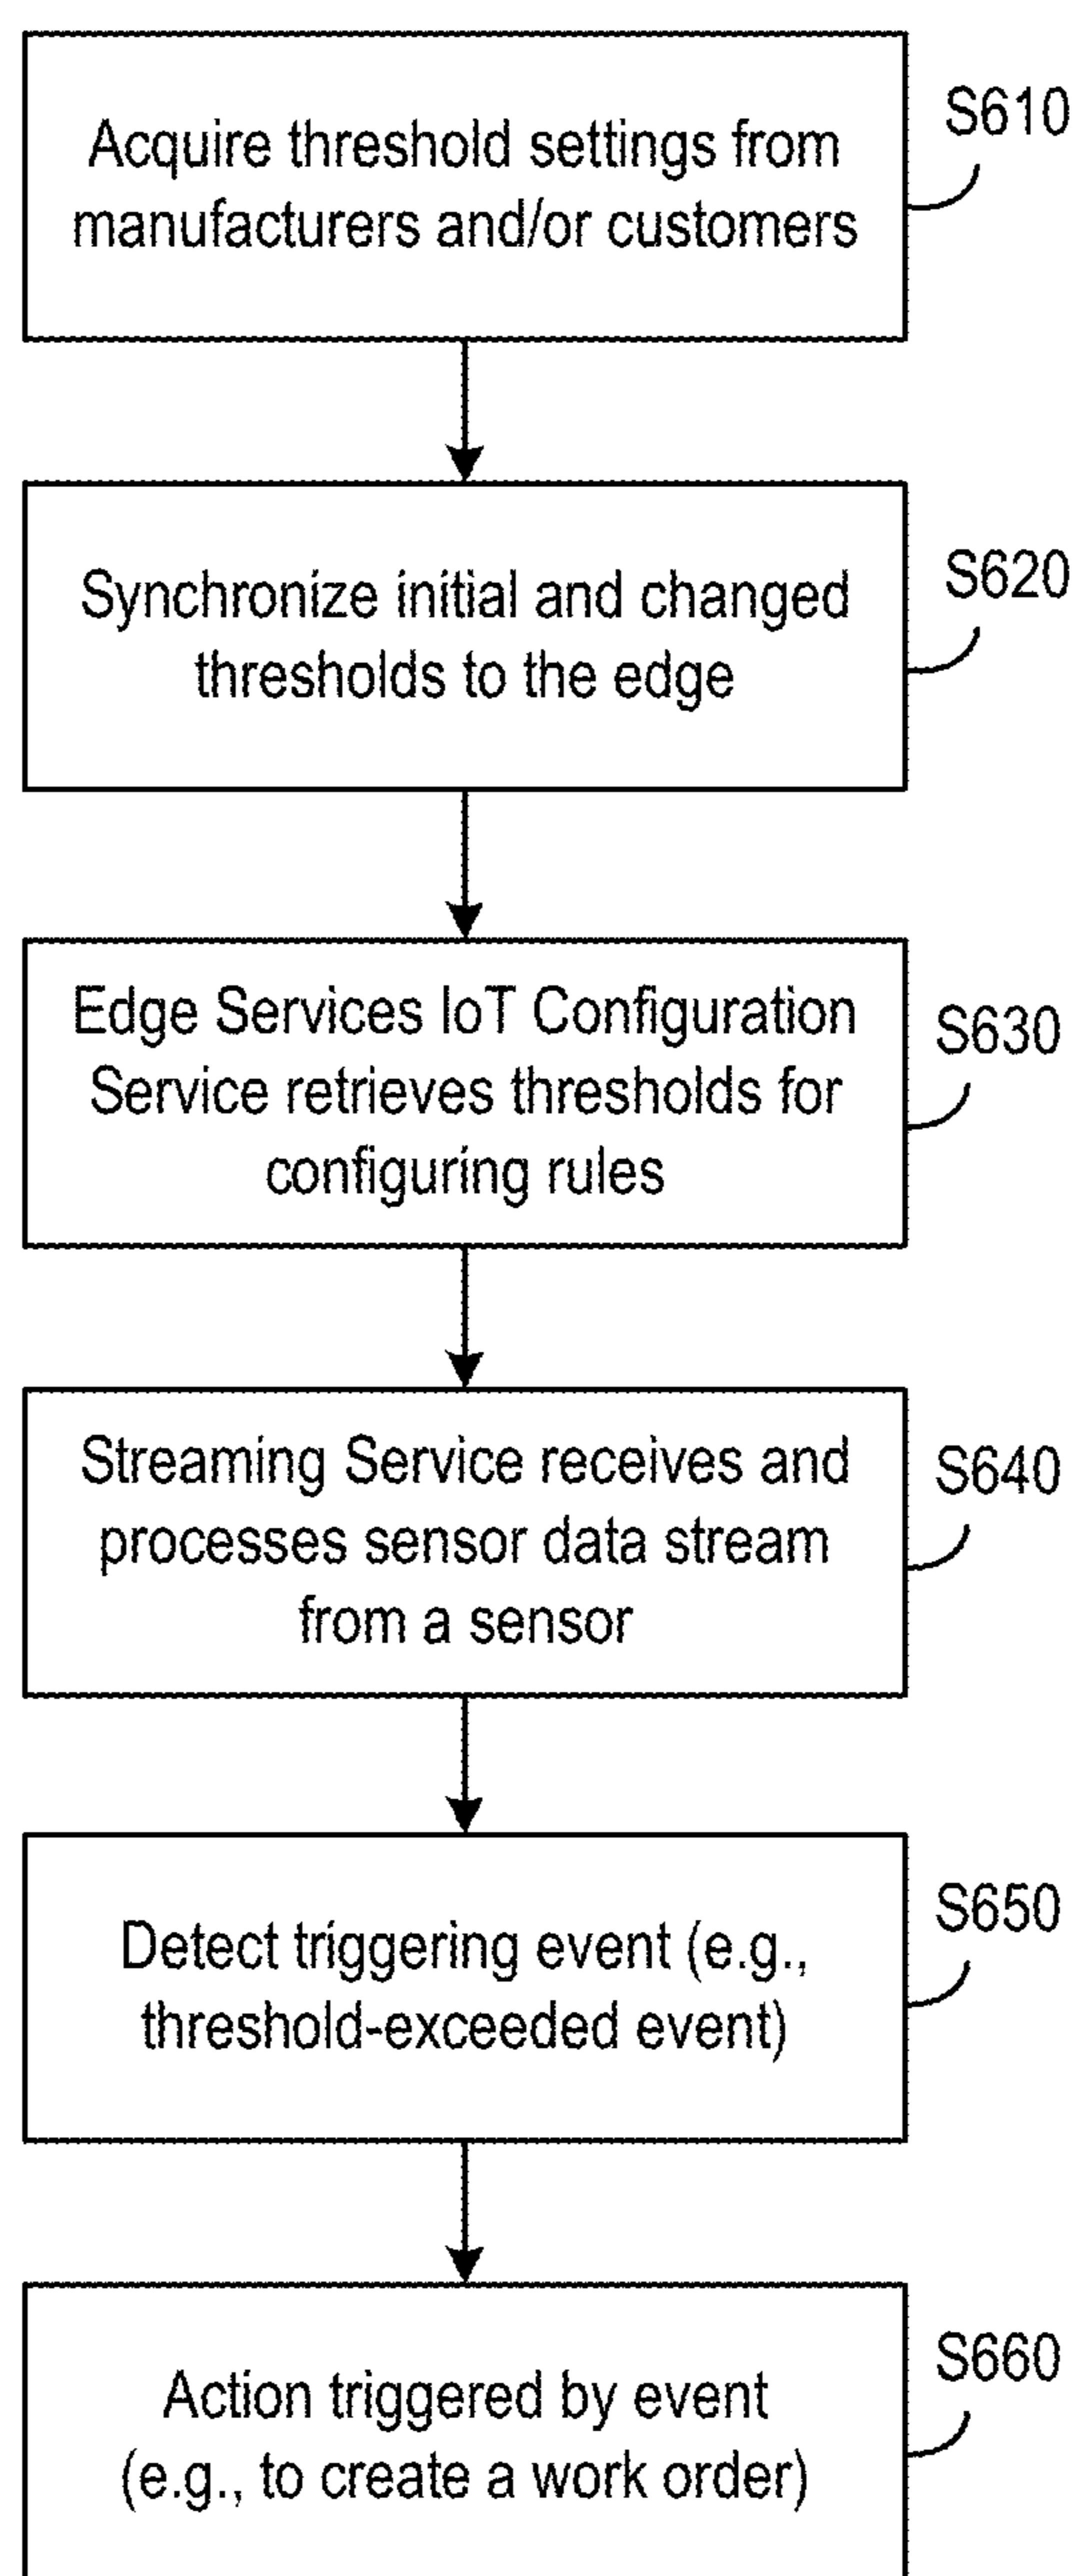 Acquire threshold settings from
manufacturers and/or customers
S610
Synchronize initial and changed
thresholds to the edge
S620
Edge Services IoT Configuration
Service retrieves thresholds for
configuring rules
S630
Streaming Service receives and
processes sensor data stream
from a sensor
S640
Detect triggering event (e.g.,
threshold-exceeded event)
S650
Action triggered by event
(e.g., to create a work order)
S660